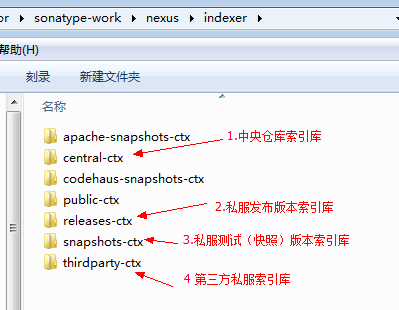 or ▸ sonatype-work ▸ nexus ▸ indexer ▸
帮助(H)
刻录 新建文件夹
名称
apache-snapshots-ctx
1.中央仓库索引库
central-ctx
codehaus-snapshots-ctx
public-ctx
2.私服发布版本索引库
releases-ctx
snapshots-ctx 3.私服测试（快照）版本索引库
thirdparty-ctx
4 第三方私服索引库